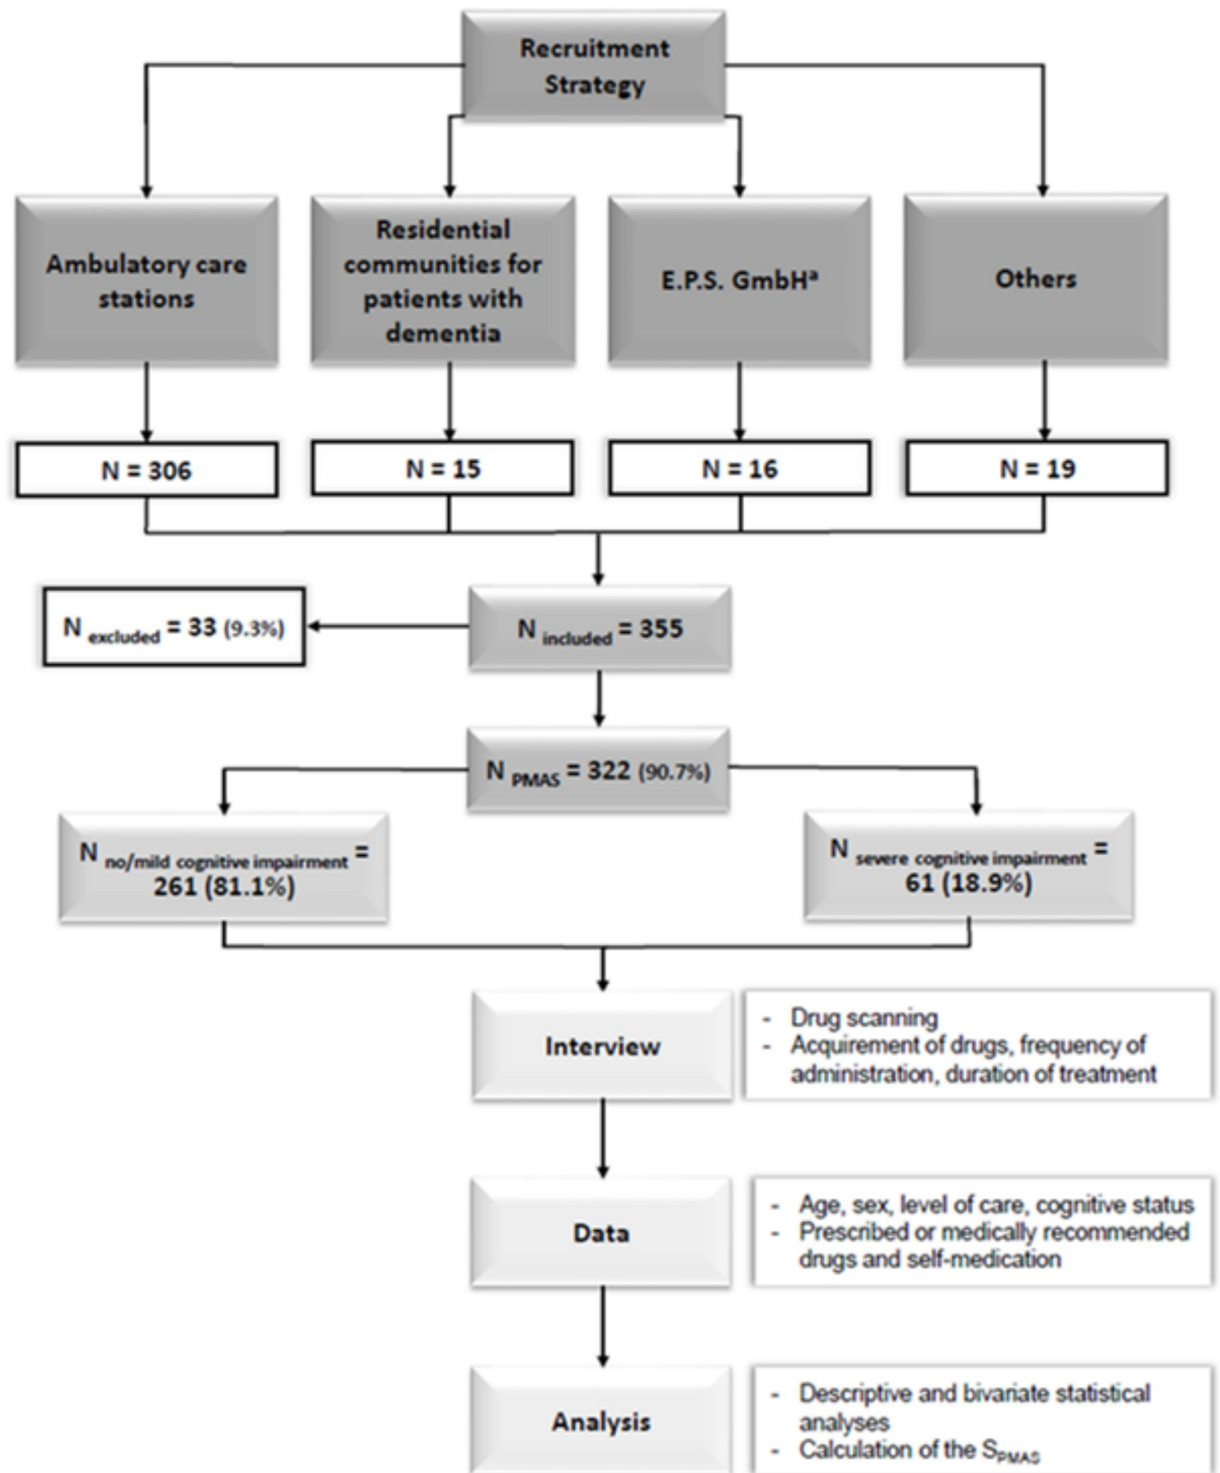 Recruitment
Strategy
Ambulatory care
stations
Residential
communities for
patients with
dementia
E.P.S. GmbHª
Others
N = 306
N = 15
N = 16
N = 19
N excluded = 33 (9.3%)
N included = 355
N PMAS = 322 (90.7%)
N no/mild cognitive impairment =
261 (81.1%)
N severe cognitive impairment =
61 (18.9%)
Interview
- Drug scanning
- Acquirement of drugs, frequency of
administration, duration of treatment
Data
- Age, sex, level of care, cognitive status
- Prescribed or medically recommended
drugs and self-medication
Analysis
- Descriptive and bivariate statistical
analyses
- Calculation of the SPMAS